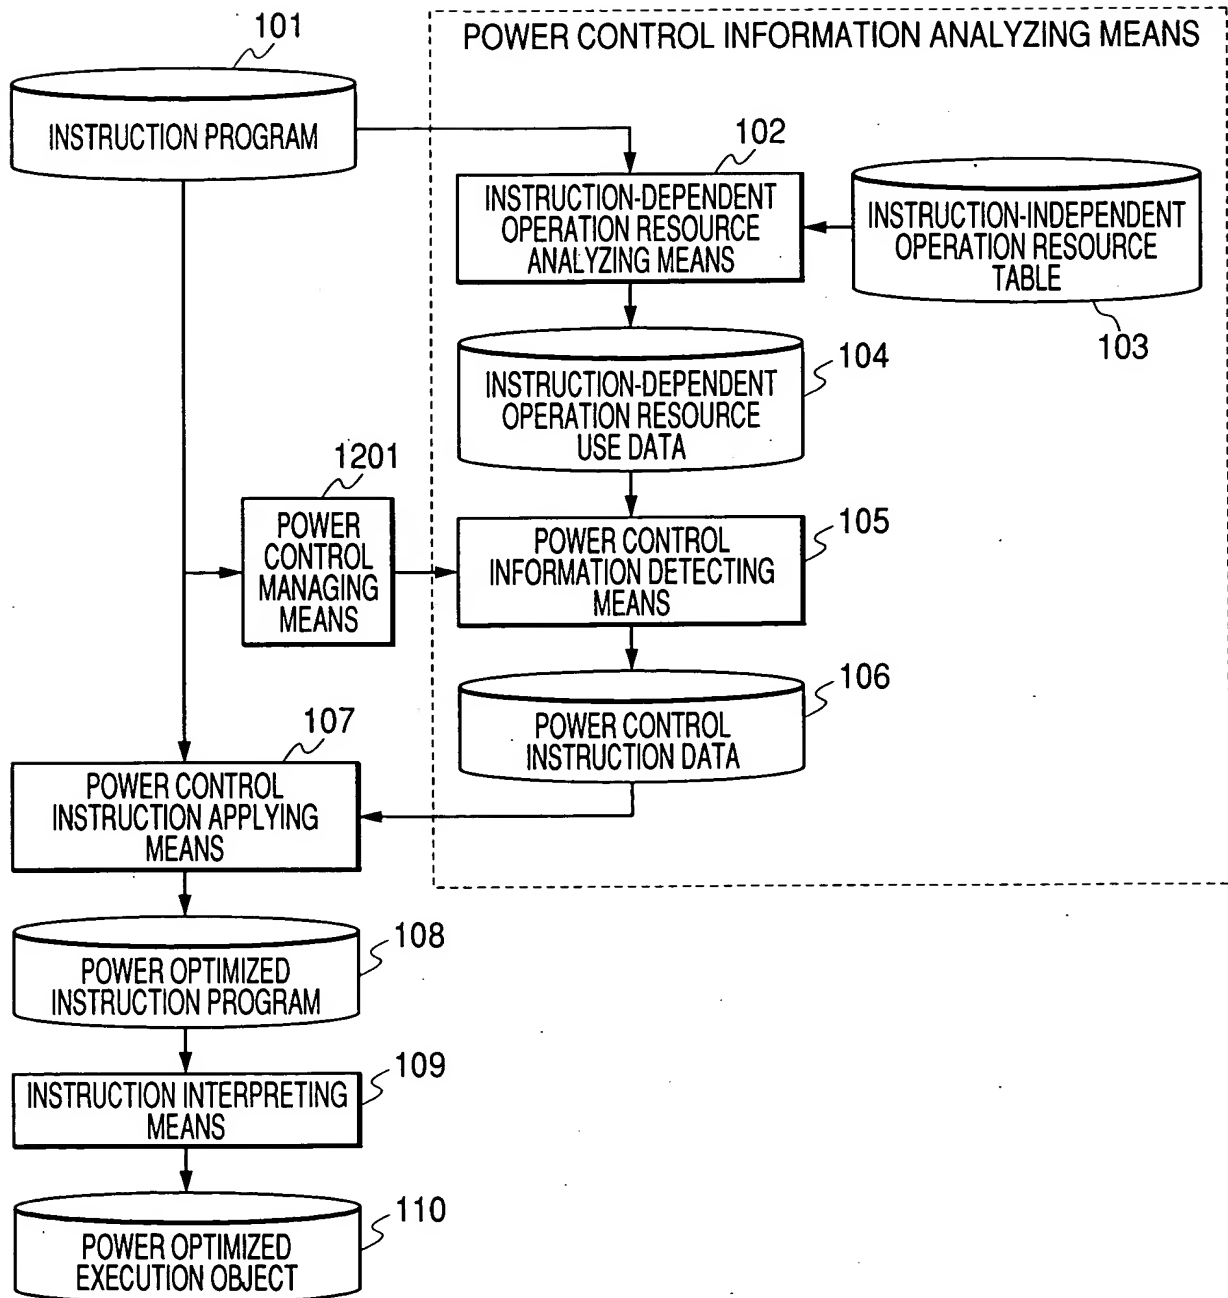 101
POWER CONTROL INFORMATION ANALYZING MEANS
INSTRUCTION PROGRAM
102
INSTRUCTION-DEPENDENT
OPERATION RESOURCE
ANALYZING MEANS
INSTRUCTION-INDEPENDENT
OPERATION RESOURCE
TABLE
103
104
INSTRUCTION-DEPENDENT
OPERATION RESOURCE
USE DATA
1201
POWER
CONTROL
MANAGING
MEANS
105
POWER CONTROL
INFORMATION DETECTING
MEANS
106
POWER CONTROL
INSTRUCTION DATA
107
POWER CONTROL
INSTRUCTION APPLYING
MEANS
108
POWER OPTIMIZED
INSTRUCTION PROGRAM
109
INSTRUCTION INTERPRETING
MEANS
110
POWER OPTIMIZED
EXECUTION OBJECT